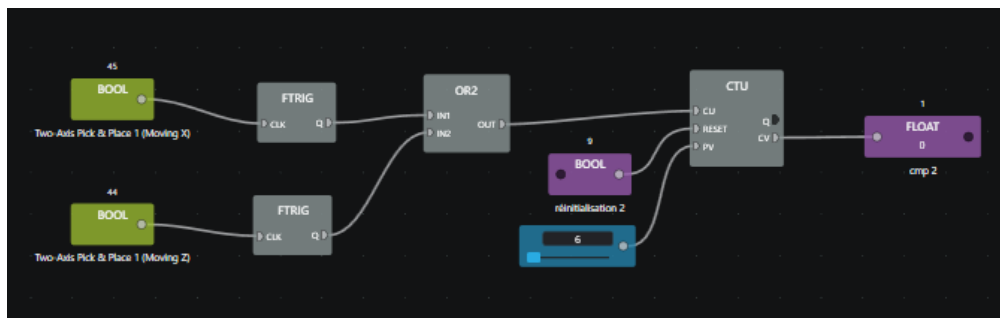 45
BOOL
Two-Axis Pick & Place 1 (Moving X)
FTRIG
CLK Q
OR2
IN1
IN2
OUT
CTU
CU
RESET
PV
Q
CV
1
FLOAT
0
cmp 2
9
BOOL
réinitialisation 2
6
44
BOOL
Two-Axis Pick & Place 1 (Moving Z)
FTRIG
CLK Q